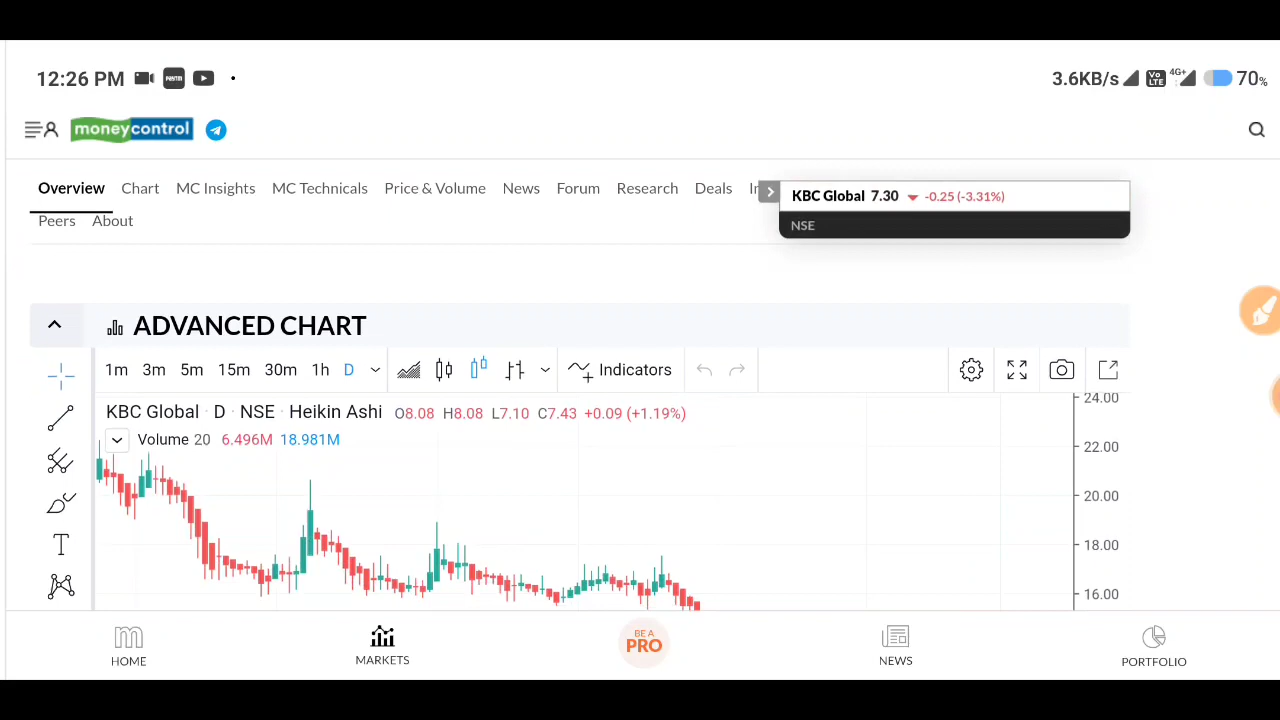 12:26 PM
3.6KB/s Vo LTE 4G+ 70%
moneycontrol
Overview Chart MC Insights MC Technicals Price & Volume News Forum Research Deals
Peers About
KBC Global 7.30 -0.25 (-3.31%)
NSE
ADVANCED CHART
1m 3m 5m 15m 30m 1h D Indicators
KBC Global · D · NSE · Heikin Ashi O8.08 H8.08 L7.10 C7.43 +0.09 (+1.19%)
Volume 20 6.496M 18.981M
24.00
22.00
20.00
18.00
16.00
T
HOME
MARKETS
BE A
PRO
NEWS
PORTFOLIO